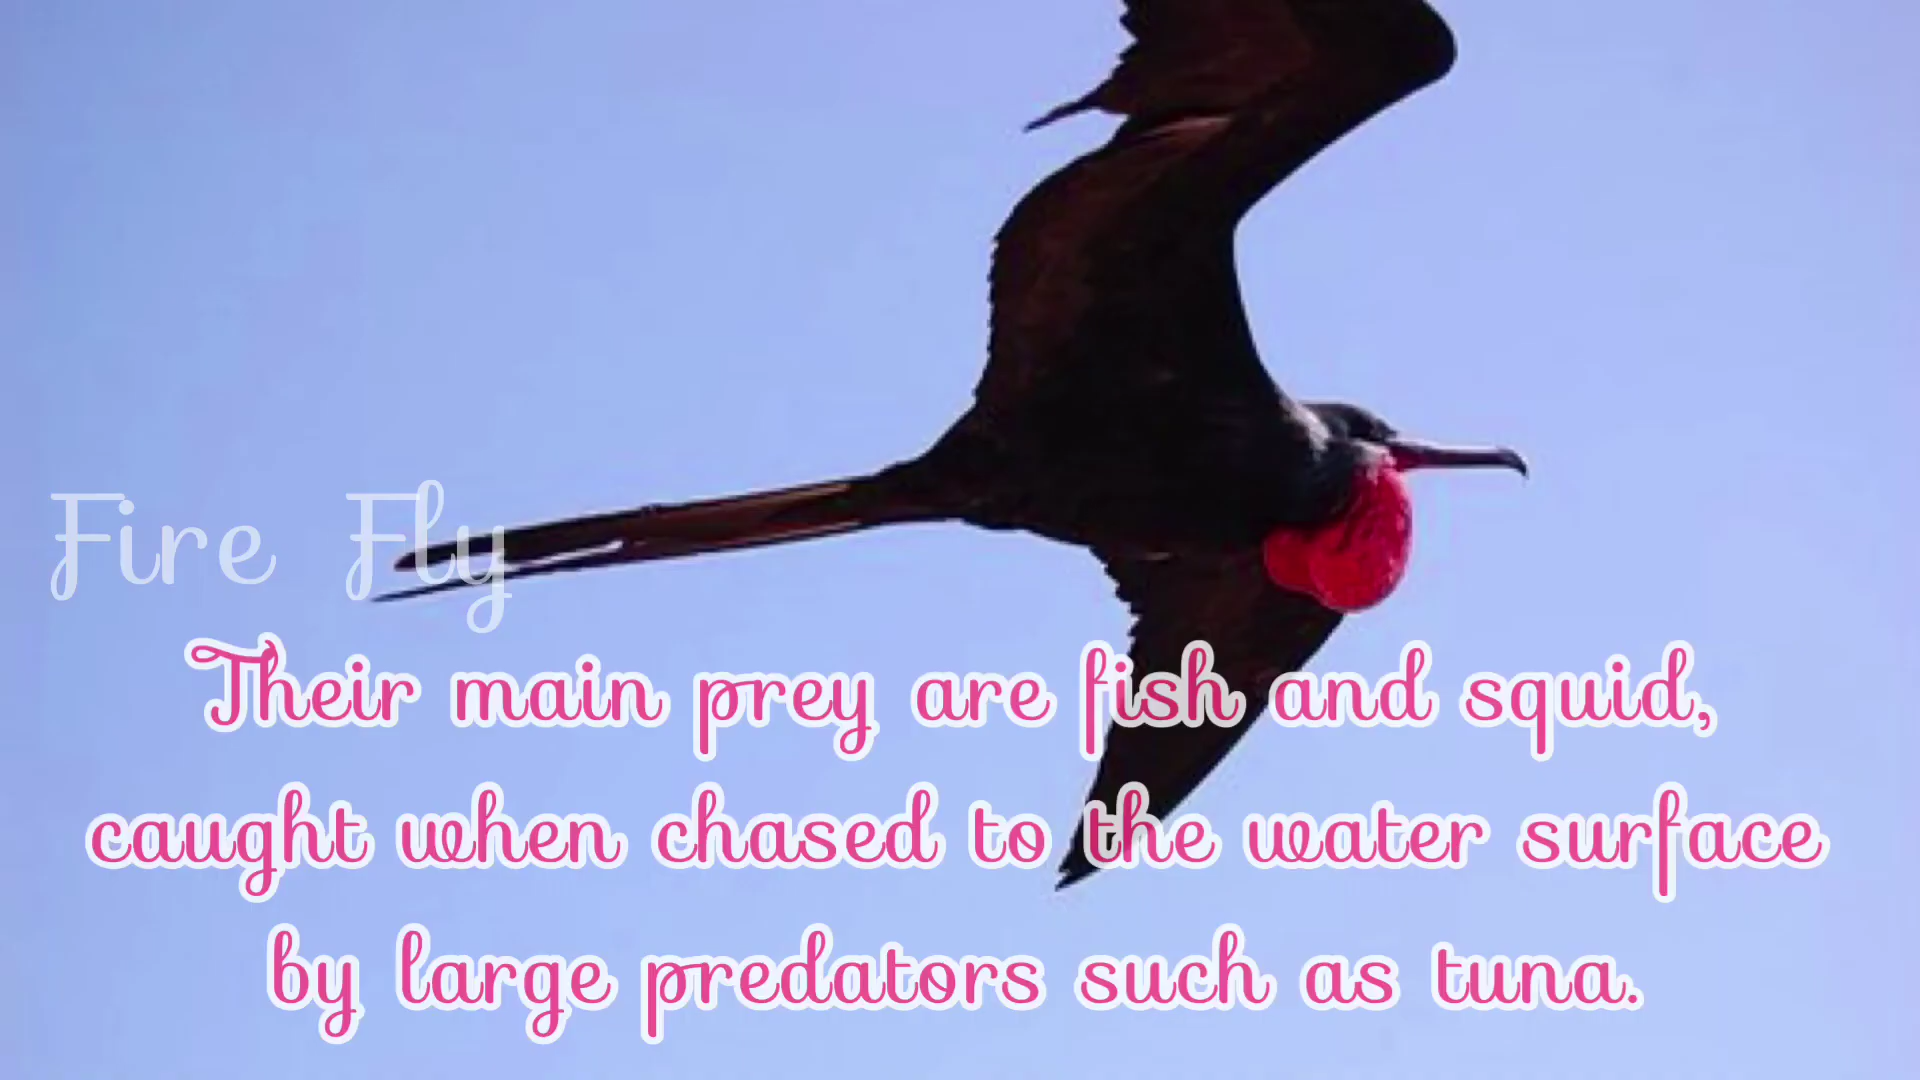 Fire Fly
Their main prey are fish and squid,
caught when chased to the water surface
by large predators such as tuna.